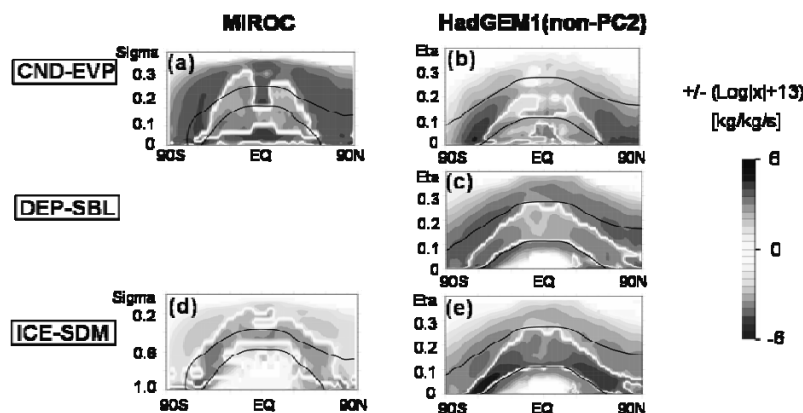 MIROC
HadGEM1(non-PC2)
CND-EVP
Sigma
(a)
0.3
0.2
0.1
0
90S EQ 90N
Eta
(b)
0.3
0.2
0.1
0
90S EQ 90N
+/- (Log|x|+13)
[kg/kg/s]
6
0
-6
DEP-SBL
Eta
(c)
0.3
0.2
0.1
0
90S EQ 90N
ICE-SDM
Sigma
(d)
0.2
0.6
1.0
90S EQ 90N
Eta
(e)
0.3
0.2
0.1
0
90S EQ 90N